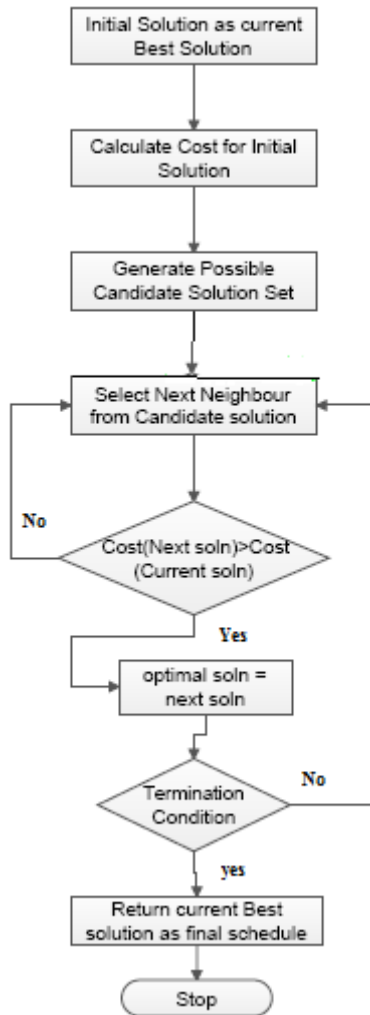 Initial Solution as current
Best Solution
Calculate Cost for Initial
Solution
Generate Possible
Candidate Solution Set
Select Next Neighbour
from Candidate solution
No
Cost(Next soln)>Cost
(Current soln)
Yes
optimal soln =
next soln
No
Termination
Condition
yes
Return current Best
solution as final schedule
Stop